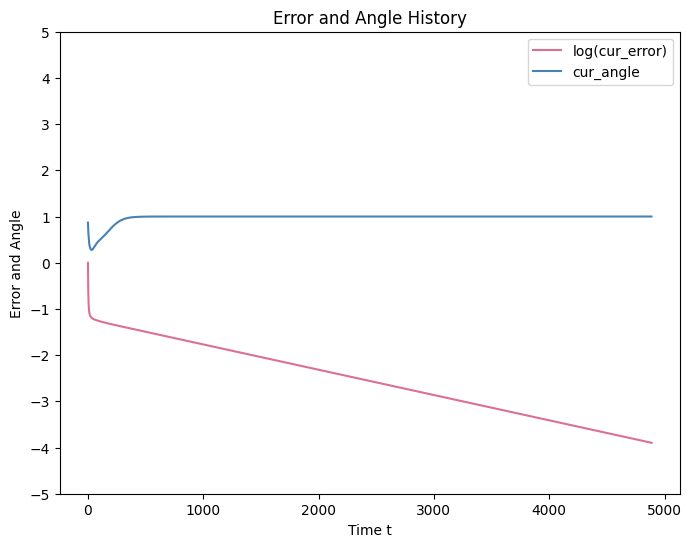 Error and Angle History
log(cur_error)
cur_angle
Error and Angle
5
4
3
2
1
0
−1
−2
−3
−4
−5
0 1000 2000 3000 4000 5000
Time t